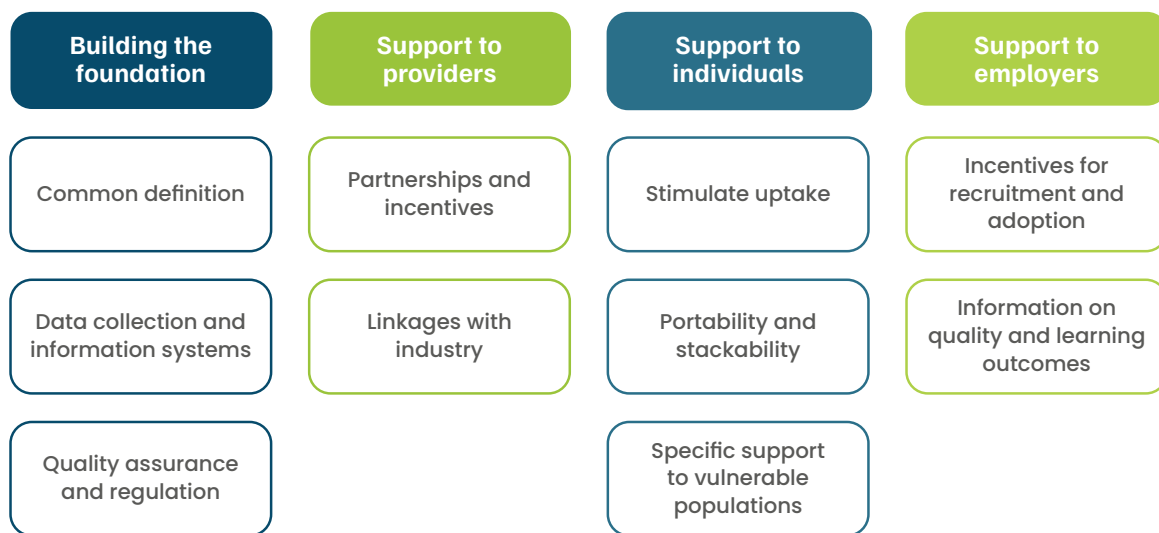 Building the
foundation
Common definition
Data collection and
information systems
Quality assurance
and regulation
Support to
providers
Partnerships and
incentives
Linkages with
industry
Support to
individuals
Stimulate uptake
Portability and
stackability
Specific support
to vulnerable
populations
Support to
employers
Incentives for
recruitment and
adoption
Information on
quality and learning
outcomes